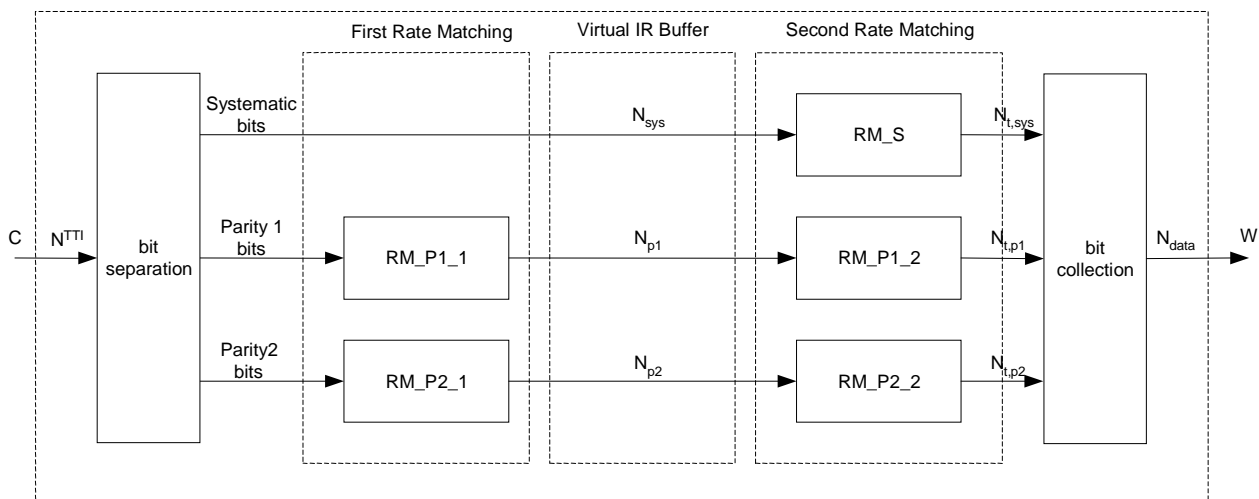 First Rate Matching
Virtual IR Buffer
Second Rate Matching
Systematic
bits
N_sys
RM_S
N_t,sys
C
N^TTI
bit
separation
Parity 1
bits
RM_P1_1
N_p1
RM_P1_2
N_t,p1
bit
collection
N_data
W
Parity2
bits
RM_P2_1
N_p2
RM_P2_2
N_t,p2